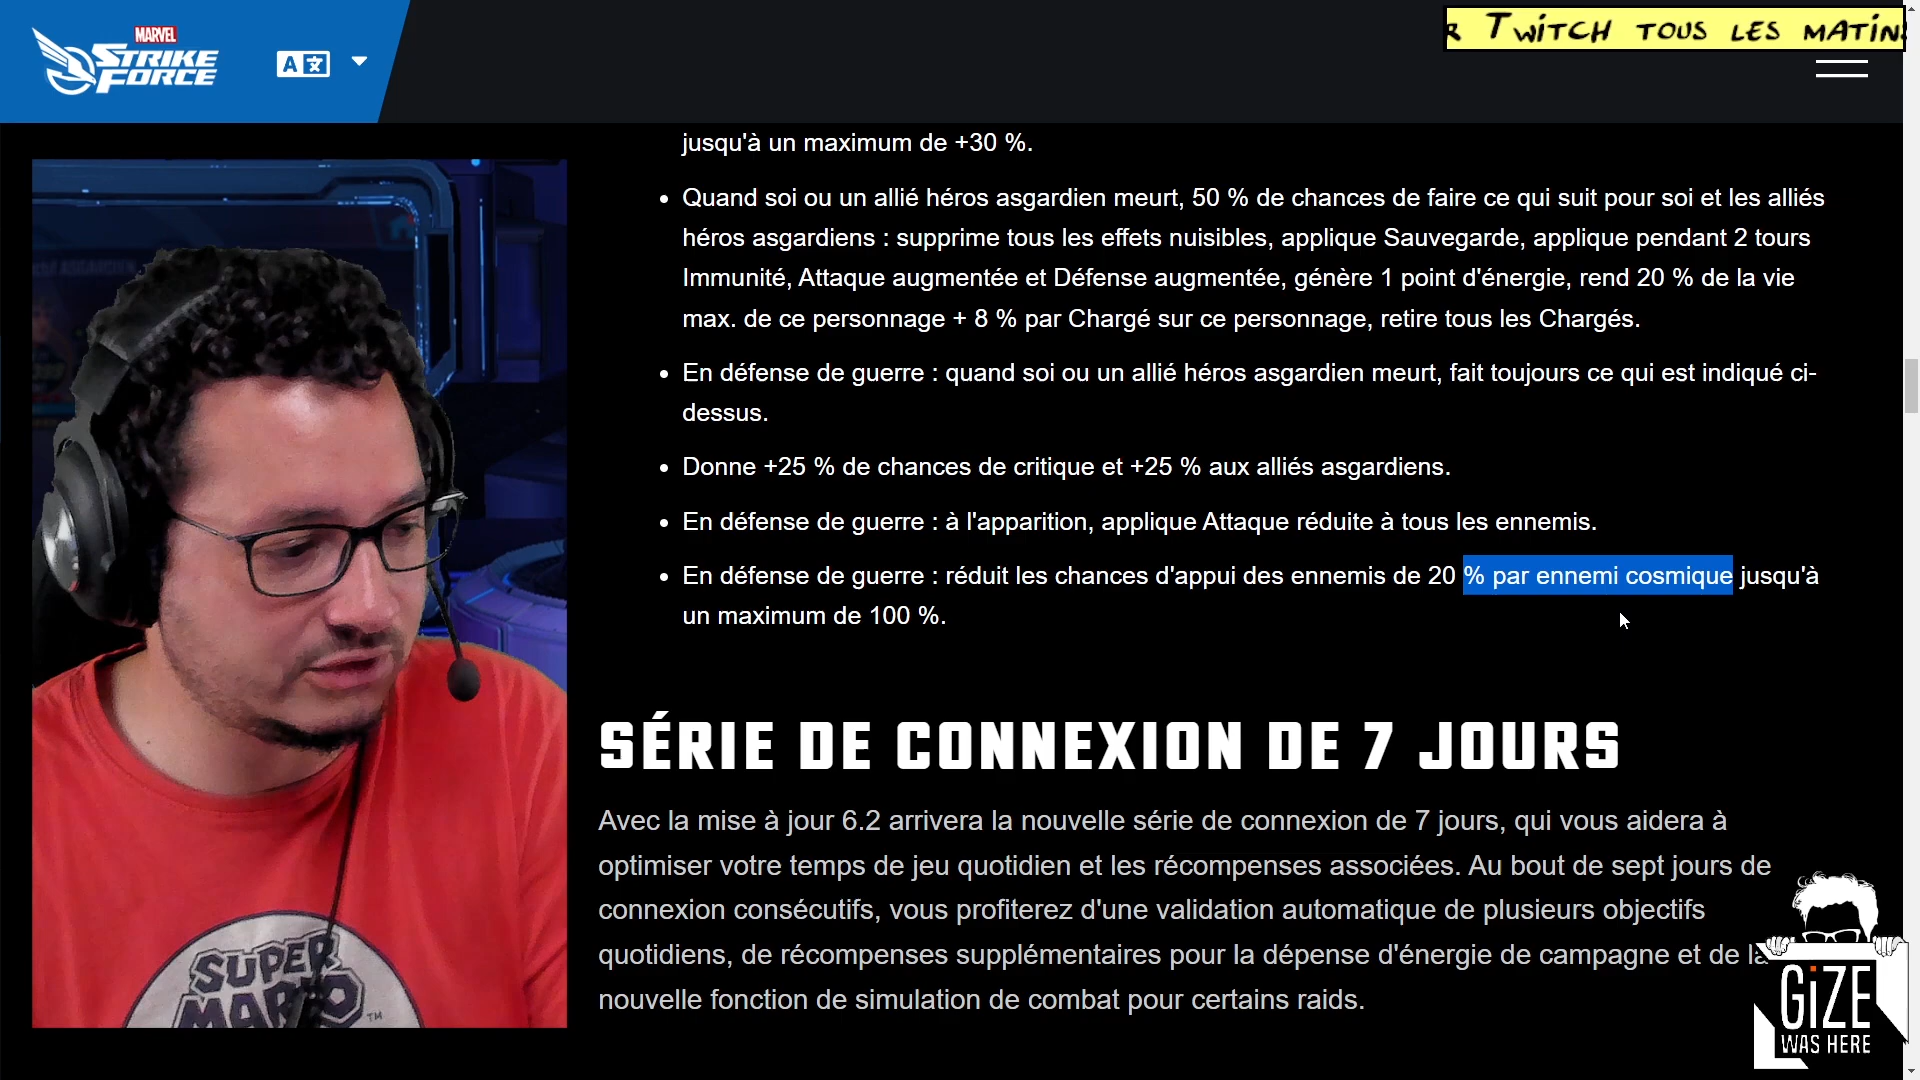 MARVEL
STRIKE
FORCE
R TWITCH TOUS LES MATIN
jusqu'à un maximum de +30 %.
• Quand soi ou un allié héros asgardien meurt, 50 % de chances de faire ce qui suit pour soi et les alliés
héros asgardiens : supprime tous les effets nuisibles, applique Sauvegarde, applique pendant 2 tours
Immunité, Attaque augmentée et Défense augmentée, génère 1 point d'énergie, rend 20 % de la vie
max. de ce personnage + 8 % par Chargé sur ce personnage, retire tous les Chargés.
• En défense de guerre : quand soi ou un allié héros asgardien meurt, fait toujours ce qui est indiqué ci-
dessus.
• Donne +25 % de chances de critique et +25 % aux alliés asgardiens.
• En défense de guerre : à l'apparition, applique Attaque réduite à tous les ennemis.
• En défense de guerre : réduit les chances d'appui des ennemis de 20 % par ennemi cosmique jusqu'à
un maximum de 100 %.
SÉRIE DE CONNEXION DE 7 JOURS
Avec la mise à jour 6.2 arrivera la nouvelle série de connexion de 7 jours, qui vous aidera à
optimiser votre temps de jeu quotidien et les récompenses associées. Au bout de sept jours de
connexion consécutifs, vous profiterez d'une validation automatique de plusieurs objectifs
quotidiens, de récompenses supplémentaires pour la dépense d'énergie de campagne et de la
nouvelle fonction de simulation de combat pour certains raids.
SUPER
MARIO
TM
GiZE
WAS HERE